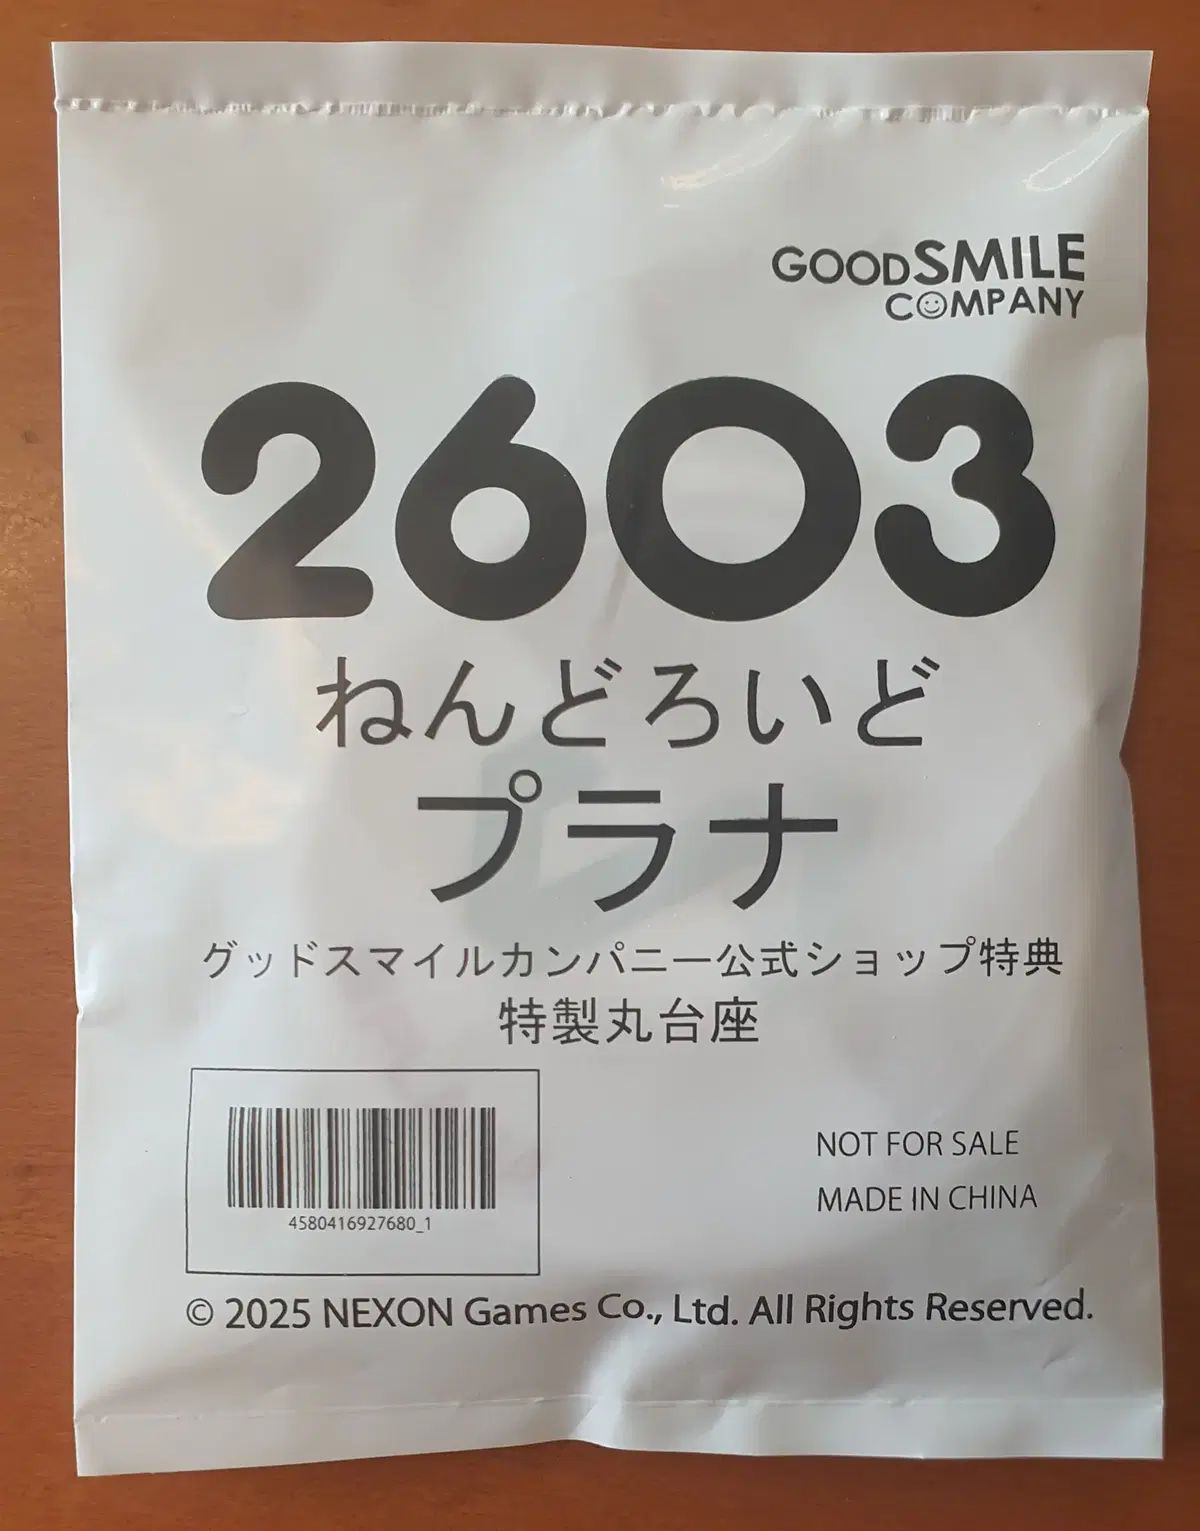 GOODSMILE
COMPANY
2603
ねんどろいど
プラナ
グッドスマイルカンパニー公式ショップ特典
特製丸台座
4580416927680_1
NOT FOR SALE
MADE IN CHINA
© 2025 NEXON Games Co., Ltd. All Rights Reserved.